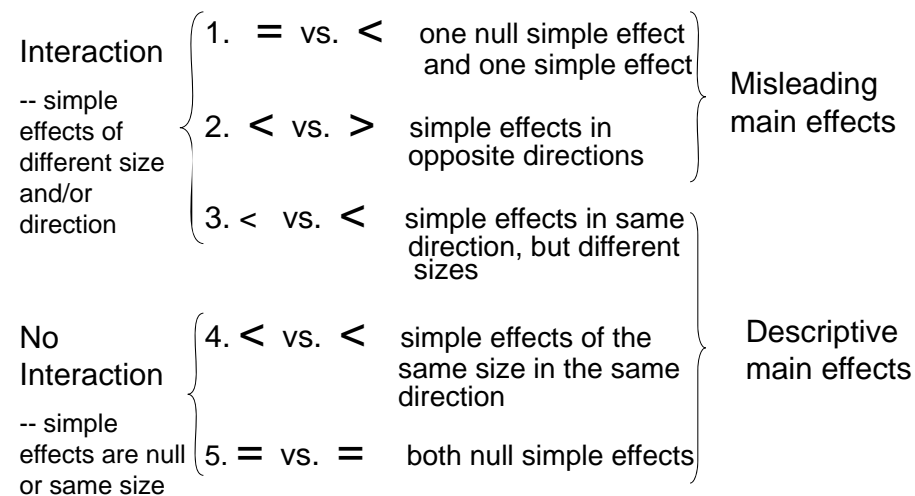 Interaction
-- simple
effects of
different size
and/or
direction
1. = vs. < one null simple effect
and one simple effect
2. < vs. > simple effects in
opposite directions
3. < vs. < simple effects in same
direction, but different
sizes
Misleading
main effects
No
Interaction
-- simple
effects are null
or same size
4. < vs. < simple effects of the
same size in the same
direction
5. = vs. = both null simple effects
Descriptive
main effects